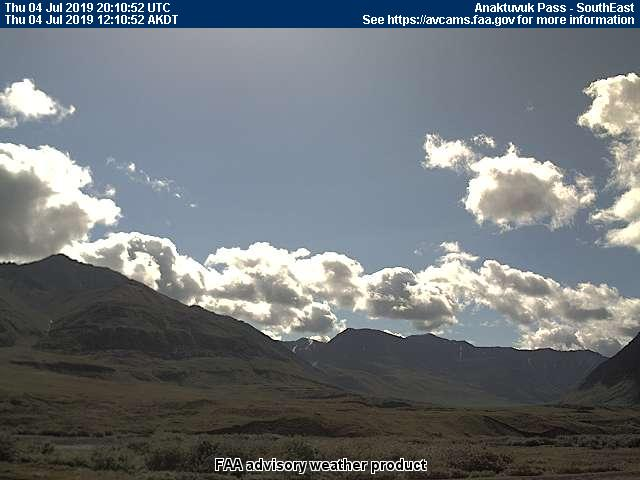 Thu 04 Jul 2019 20:10:52 UTC
Anaktuvuk Pass - SouthEast
Thu 04 Jul 2019 12:10:52 AKDT
See https://avcams.faa.gov for more information
FAA advisory weather product